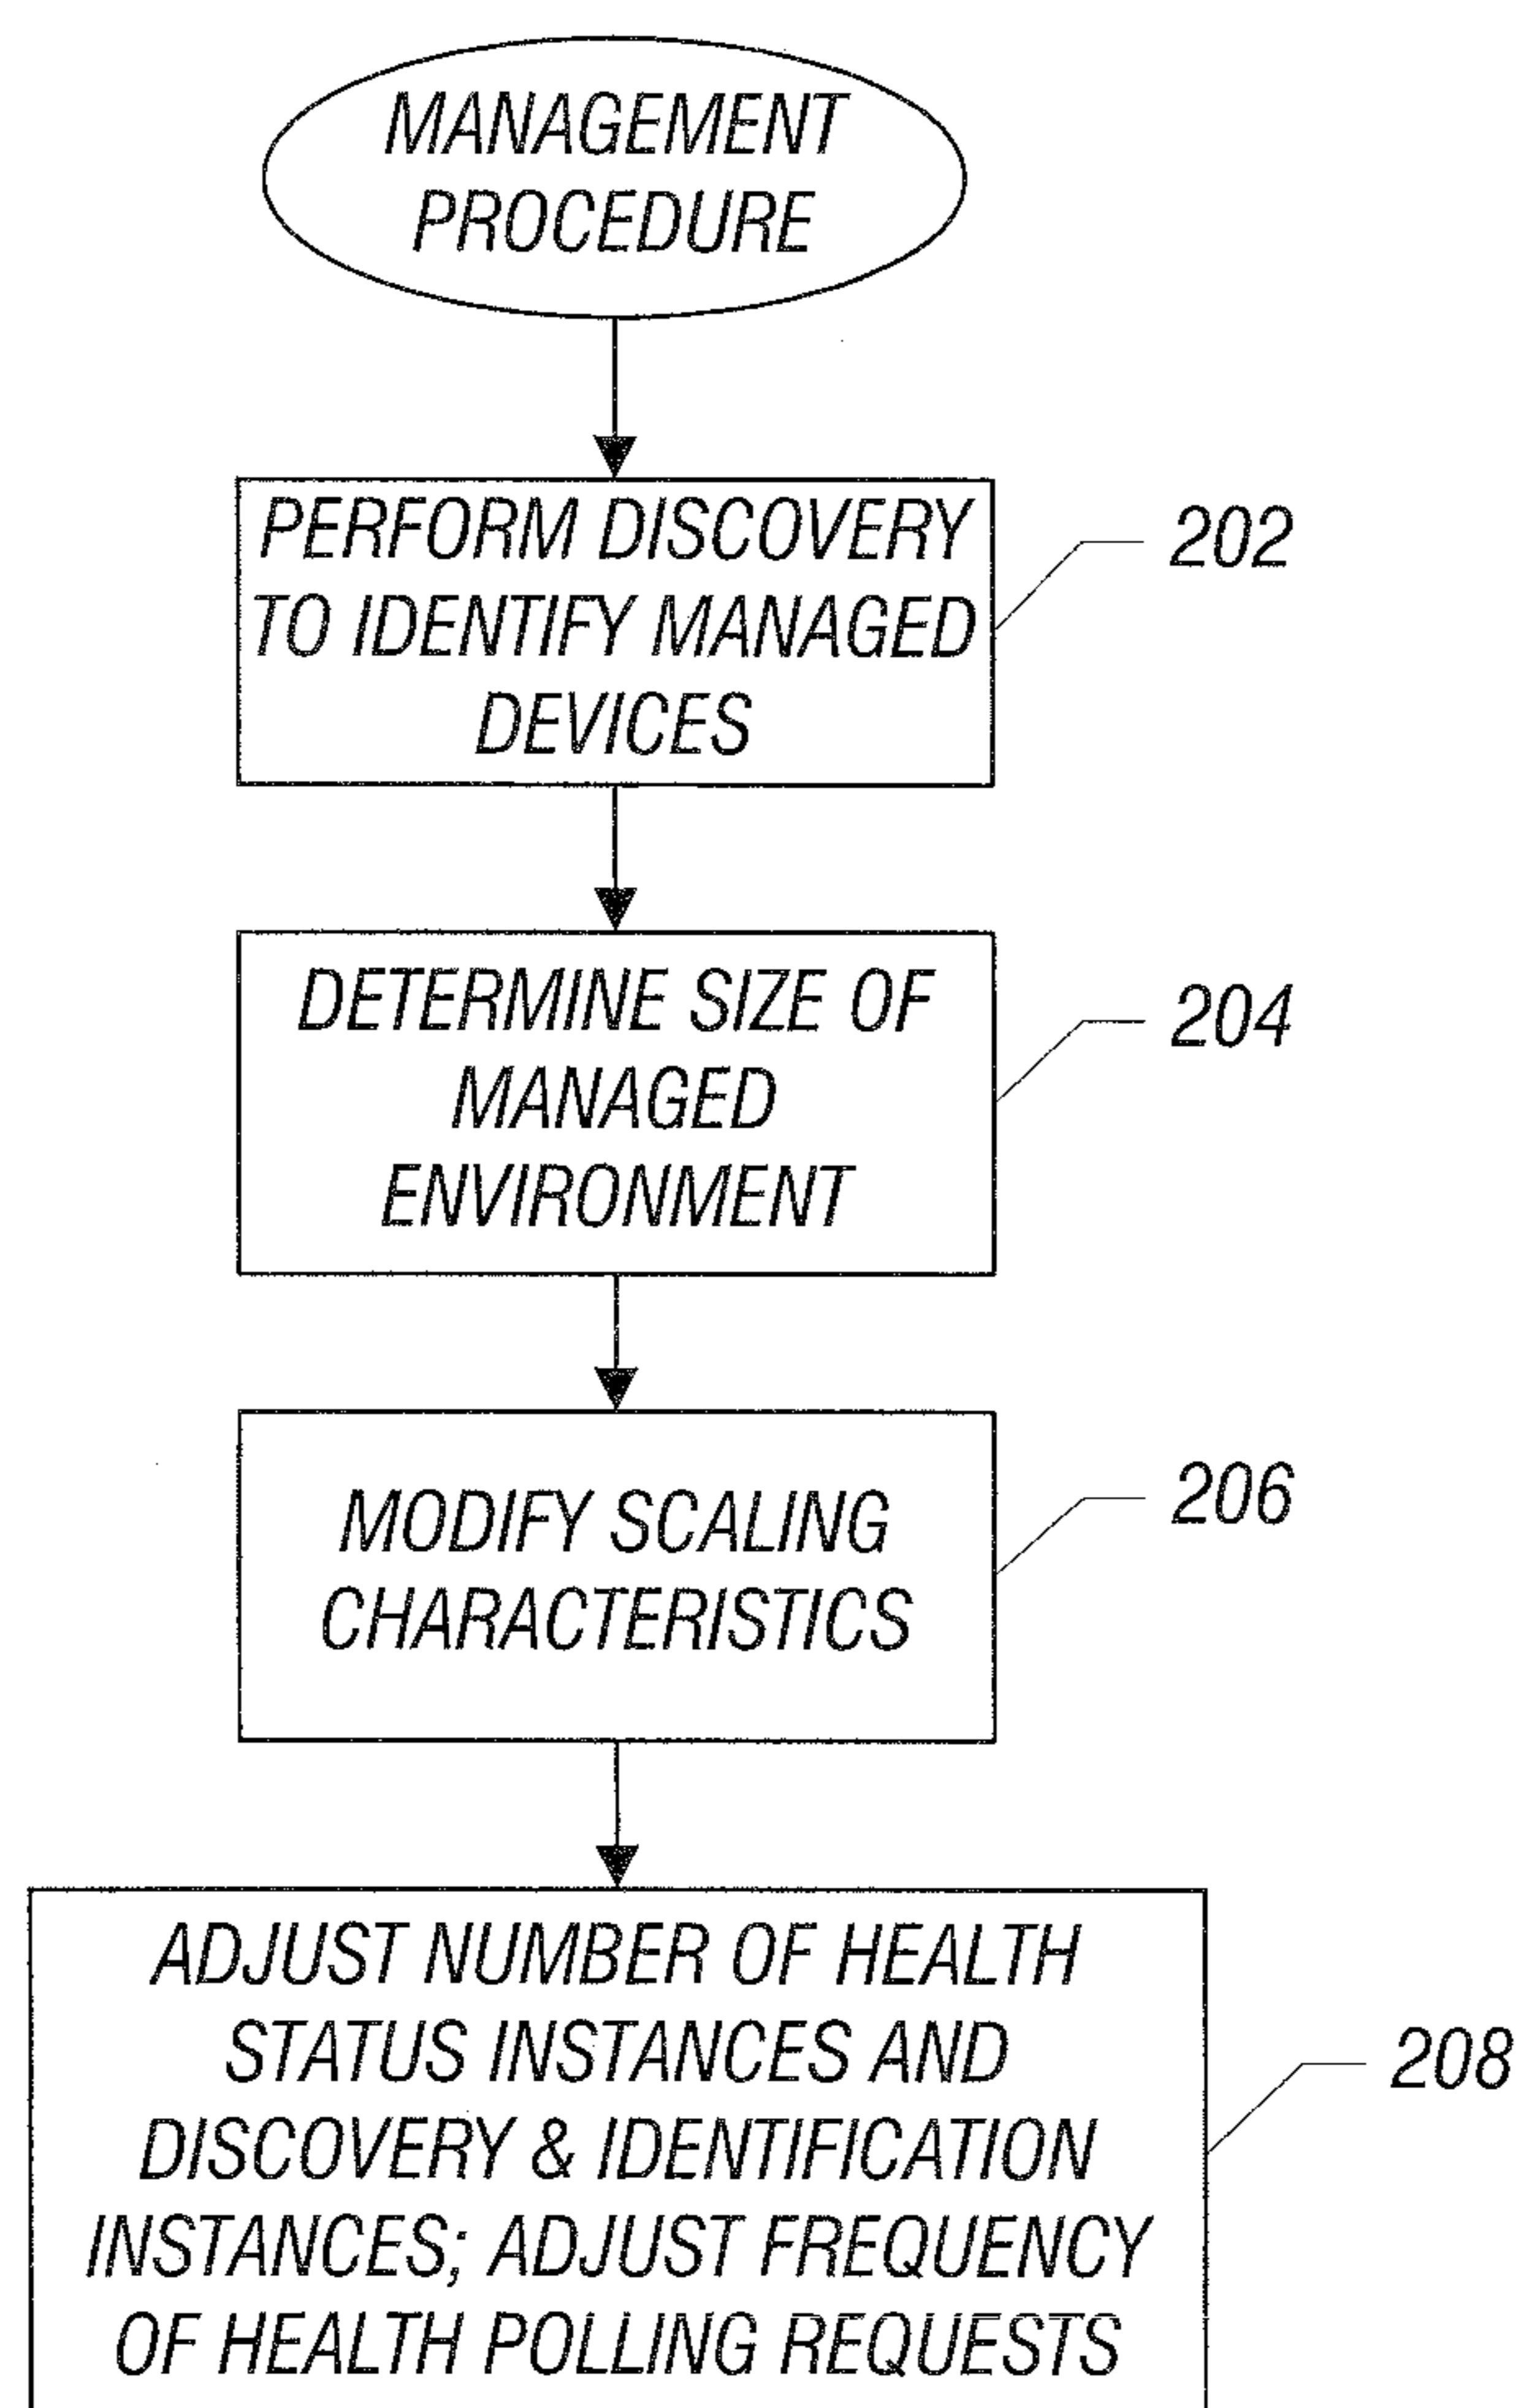 MANAGEMENT
PROCEDURE
PERFORM DISCOVERY
TO IDENTIFY MANAGED
DEVICES
202
DETERMINE SIZE OF
MANAGED
ENVIRONMENT
204
MODIFY SCALING
CHARACTERISTICS
206
ADJUST NUMBER OF HEALTH
STATUS INSTANCES AND
DISCOVERY & IDENTIFICATION
INSTANCES; ADJUST FREQUENCY
OF HEALTH POLLING REQUESTS
208